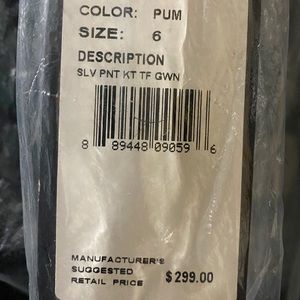 COLOR: PUM
SIZE: 6
DESCRIPTION
SLV PNT KT TF GWN
8 89448 09059 6
MANUFACTURER'S
SUGGESTED
RETAIL PRICE $299.00